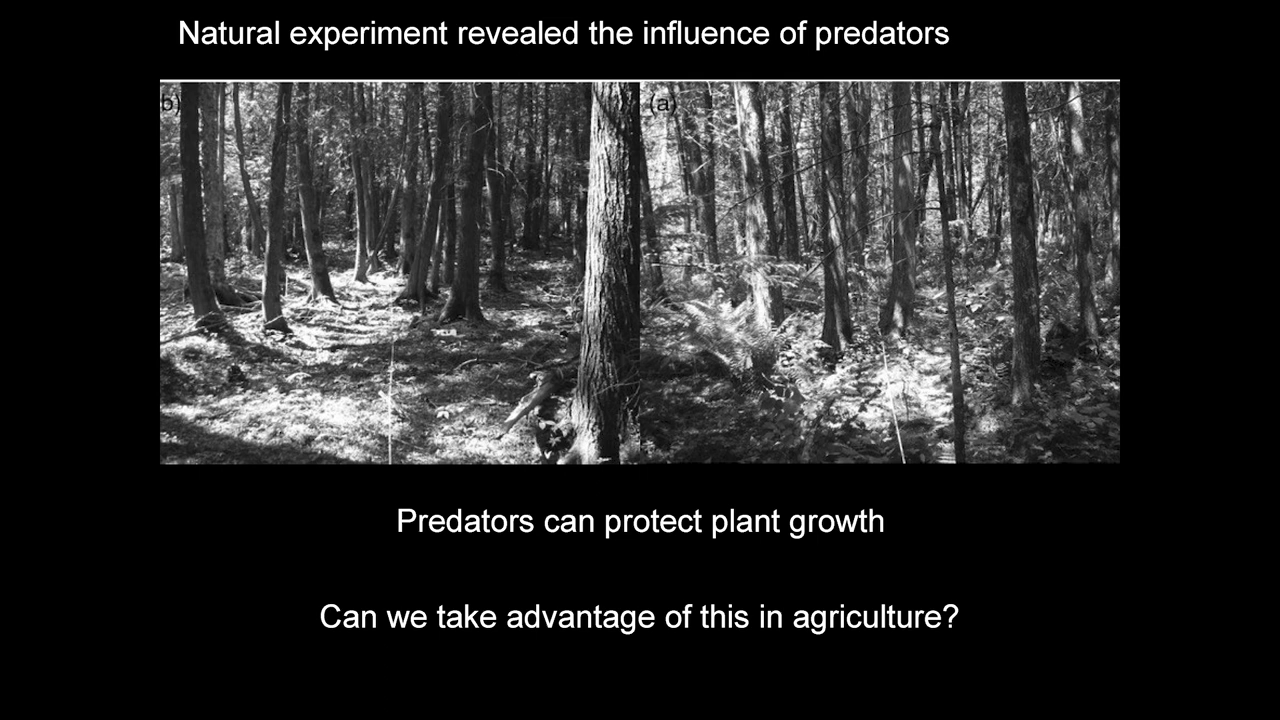 Natural experiment revealed the influence of predators
b)
(a)
Predators can protect plant growth
Can we take advantage of this in agriculture?